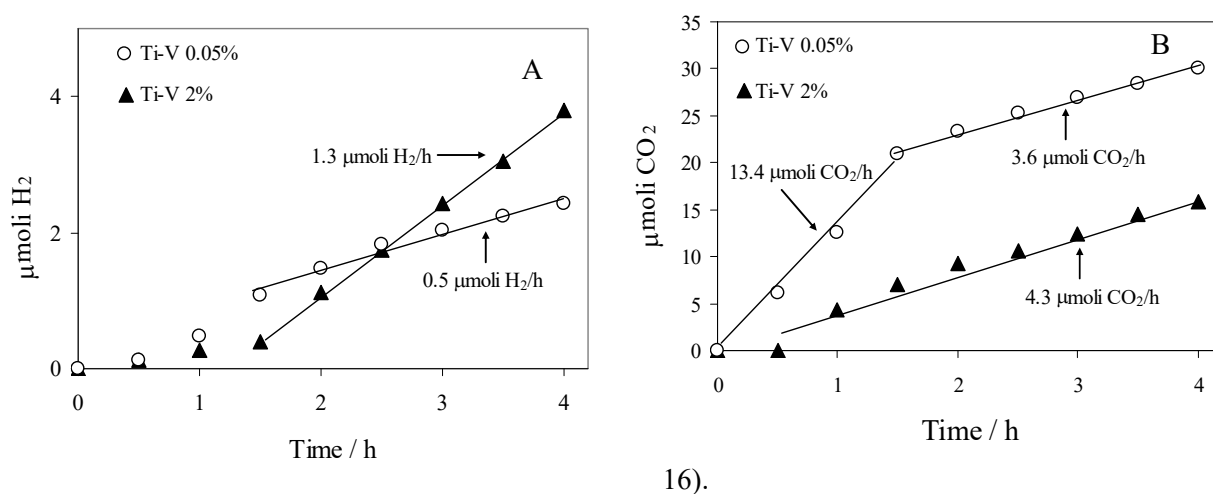 A
Ti-V 0.05%
Ti-V 2%
4
2
0
1.3 μmoli H2/h
0.5 μmoli H2/h
μmoli H2
0 1 2 3 4
Time / h
B
Ti-V 0.05%
Ti-V 2%
35
30
25
20
15
10
5
0
13.4 μmoli CO2/h
3.6 μmoli CO2/h
4.3 μmoli CO2/h
μmoli CO2
0 1 2 3 4
Time / h
16).